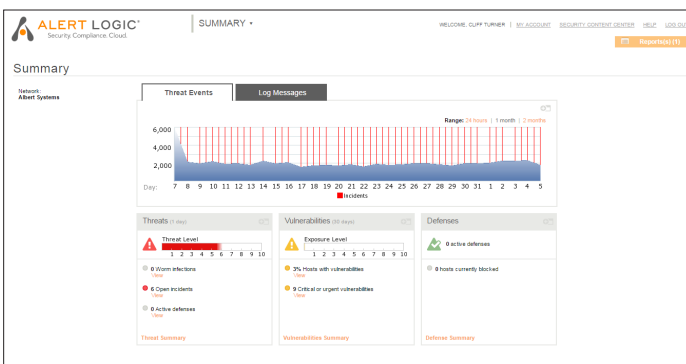 ALERT LOGIC®
Security. Compliance. Cloud.
SUMMARY
WELCOME, CLIFF TURNER | MY ACCOUNT SECURITY CONTENT CENTER HELP LOG OUT
Reports(s) (1)
Summary
Network:
Albert Systems
Threat Events
Log Messages
Range: 24 hours | 1 month | 2 months
6,000
4,000
2,000
Day: 7 8 9 10 11 12 13 14 15 16 17 18 19 20 21 22 23 24 25 26 27 28 29 30 31 1 2 3 4 5
Incidents
Threats (1 day)
Threat Level
1 2 3 4 5 6 7 8 9 10
0 Worm infections
View
6 Open incidents
View
0 Active defenses
View
Threat Summary
Vulnerabilities (30 days)
Exposure Level
1 2 3 4 5 6 7 8 9 10
3% Hosts with vulnerabilities
View
9 Critical or urgent vulnerabilities
View
Vulnerabilities Summary
Defenses
0 active defenses
0 hosts currently blocked
Defense Summary